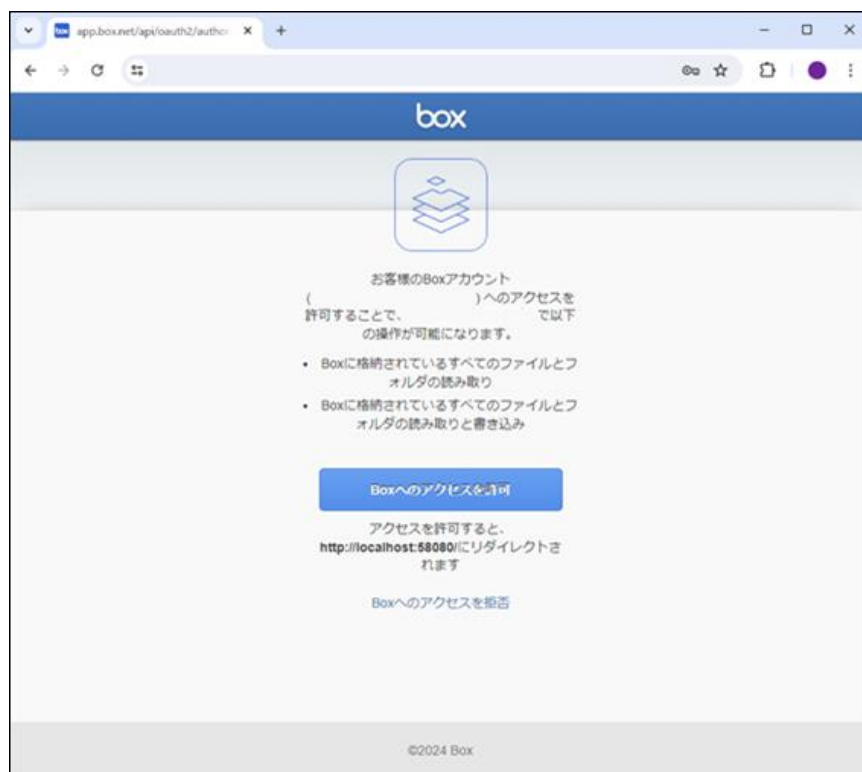 app.box.net/api/oauth2/author
box
お客様のBoxアカウント
( )へのアクセスを
許可することで、 で以下
の操作が可能になります。
• Boxに格納されているすべてのファイルとフ
ォルダの読み取り
• Boxに格納されているすべてのファイルとフ
ォルダの読み取りと書き込み
Boxへのアクセスを許可
アクセスを許可すると、
http://localhost:58080/にリダイレクトさ
れます
Boxへのアクセスを拒否
©2024 Box